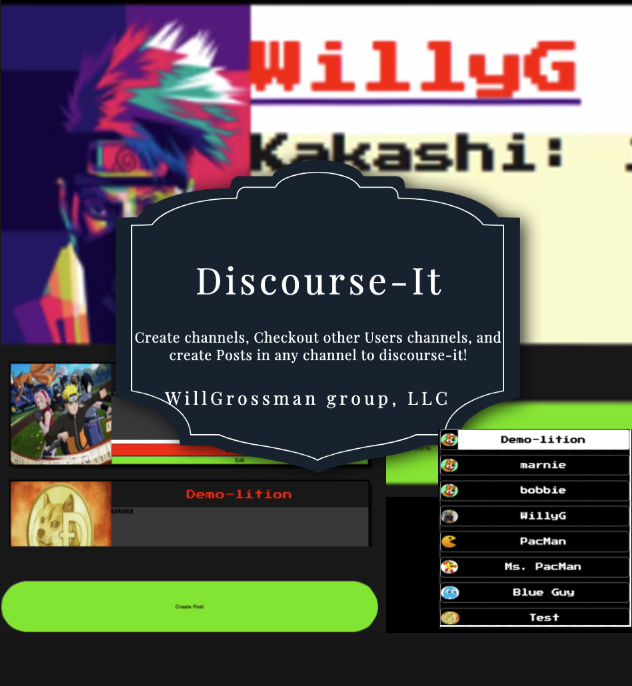 WillyG
Kakashi:
Discourse-It
Create channels, Checkout other Users channels, and
create Posts in any channel to discourse-it!
WillGrossman group, LLC
Edit
Demo-lition
Create Post
Demo-lition
marnie
bobbie
WillyG
PacMan
Ms. PacMan
Blue Guy
Test